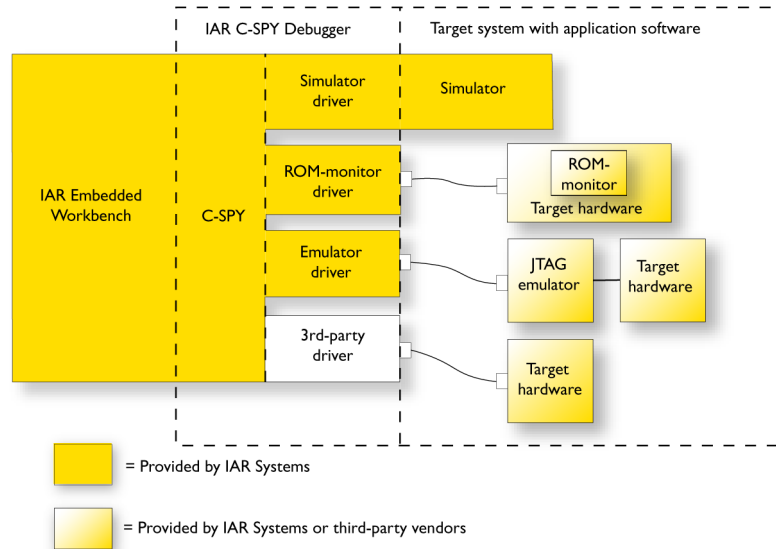 IAR C-SPY Debugger
Target system with application software
Simulator
driver
Simulator
IAR Embedded
Workbench
C-SPY
ROM-monitor
driver
ROM-
monitor
Target hardware
Emulator
driver
JTAG
emulator
Target
hardware
3rd-party
driver
Target
hardware
= Provided by IAR Systems
= Provided by IAR Systems or third-party vendors